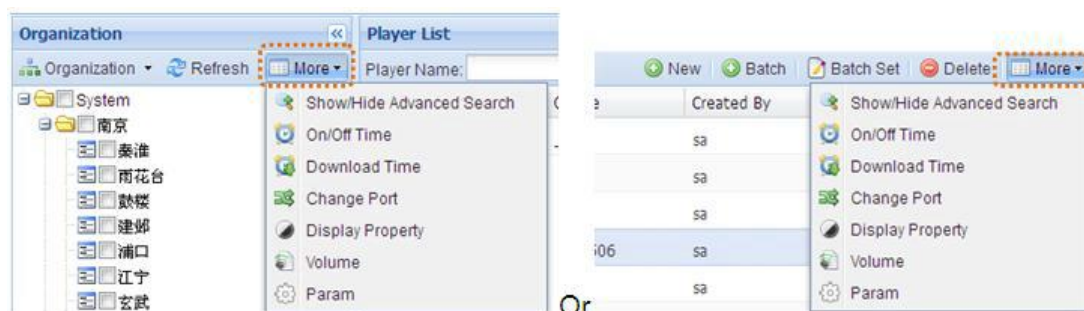 Organization
Organization Refresh More
System
南京
秦淮
雨花台
鼓楼
建邺
浦口
江宁
玄武
Player List
Player Name:
Show/Hide Advanced Search
On/Off Time
Download Time
Change Port
Display Property
Volume
Param
Or
New Batch Batch Set Delete More
Created By
sa
sa
sa
506 sa
sa
Show/Hide Advanced Search
On/Off Time
Download Time
Change Port
Display Property
Volume
Param